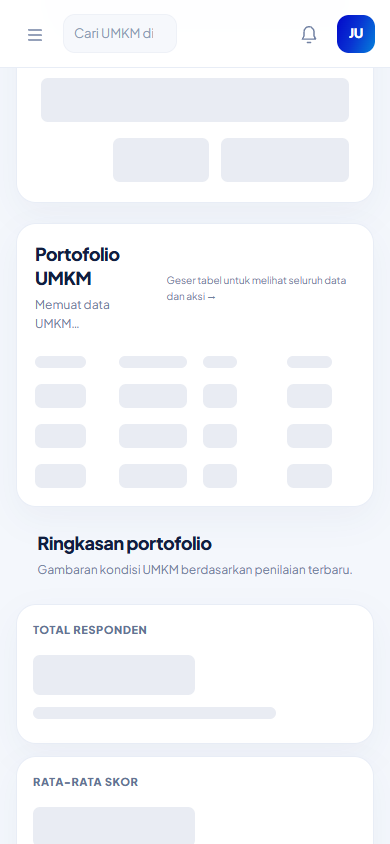 Cari UMKM di
JU
Portofolio
UMKM
Memuat data
UMKM...
Geser tabel untuk melihat seluruh data
dan aksi →
Ringkasan portofolio
Gambaran kondisi UMKM berdasarkan penilaian terbaru.
TOTAL RESPONDEN
RATA-RATA SKOR